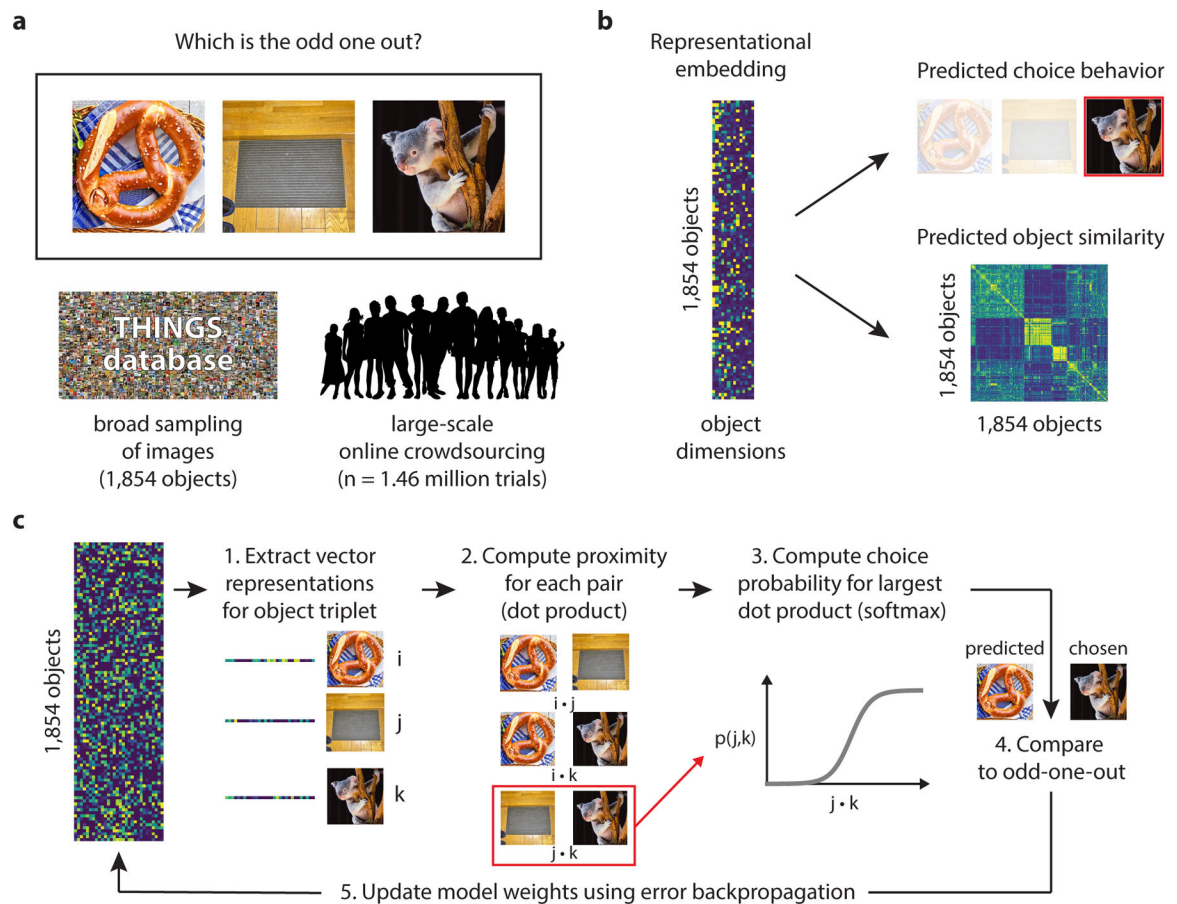 a
Which is the odd one out?
THINGS
database
broad sampling
of images
(1,854 objects)
large-scale
online crowdsourcing
(n = 1.46 million trials)
b
Representational
embedding
1,854 objects
object
dimensions
Predicted choice behavior
Predicted object similarity
1,854 objects
1,854 objects
c
1,854 objects
1. Extract vector
representations
for object triplet
i
j
k
2. Compute proximity
for each pair
(dot product)
i • j
i • k
j • k
3. Compute choice
probability for largest
dot product (softmax)
p(j,k)
j • k
predicted
chosen
4. Compare
to odd-one-out
5. Update model weights using error backpropagation